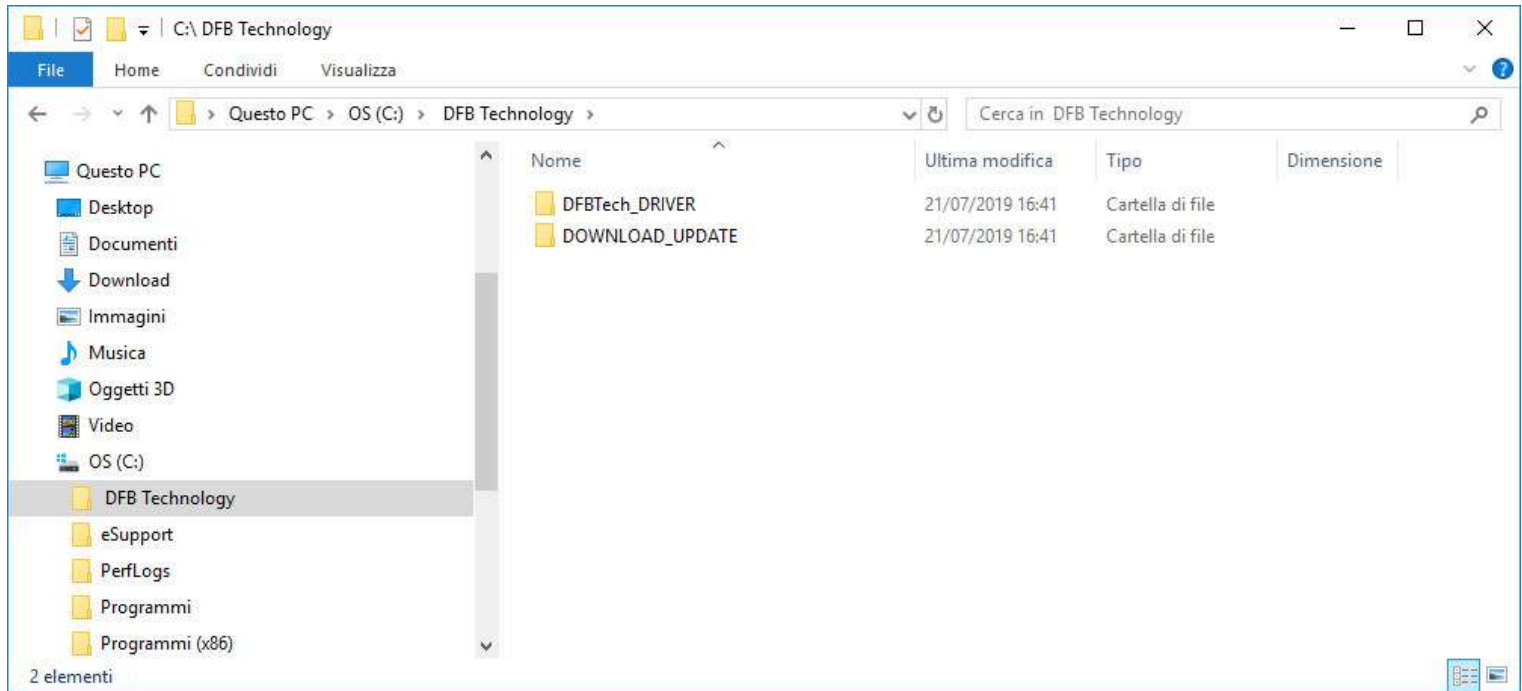 C:\ DFB Technology
File Home Condividi Visualizza
Questo PC > OS (C:) > DFB Technology >
Cerca in DFB Technology
Questo PC
Desktop
Documenti
Download
Immagini
Musica
Oggetti 3D
Video
OS (C:)
DFB Technology
eSupport
PerfLogs
Programmi
Programmi (x86)
Nome Ultima modifica Tipo Dimensione
DFBTech_DRIVER 21/07/2019 16:41 Cartella di file
DOWNLOAD_UPDATE 21/07/2019 16:41 Cartella di file
2 elementi